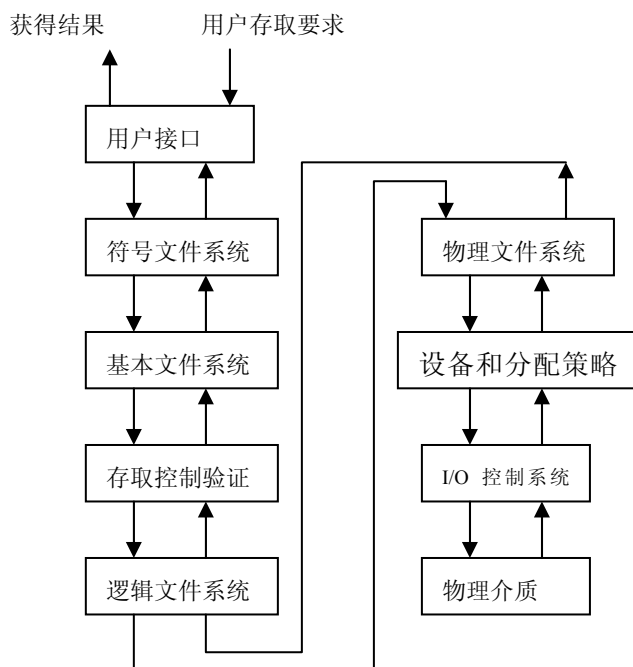 获得结果
用户存取要求
用户接口
符号文件系统
基本文件系统
存取控制验证
逻辑文件系统
物理文件系统
设备和分配策略
I/O 控制系统
物理介质